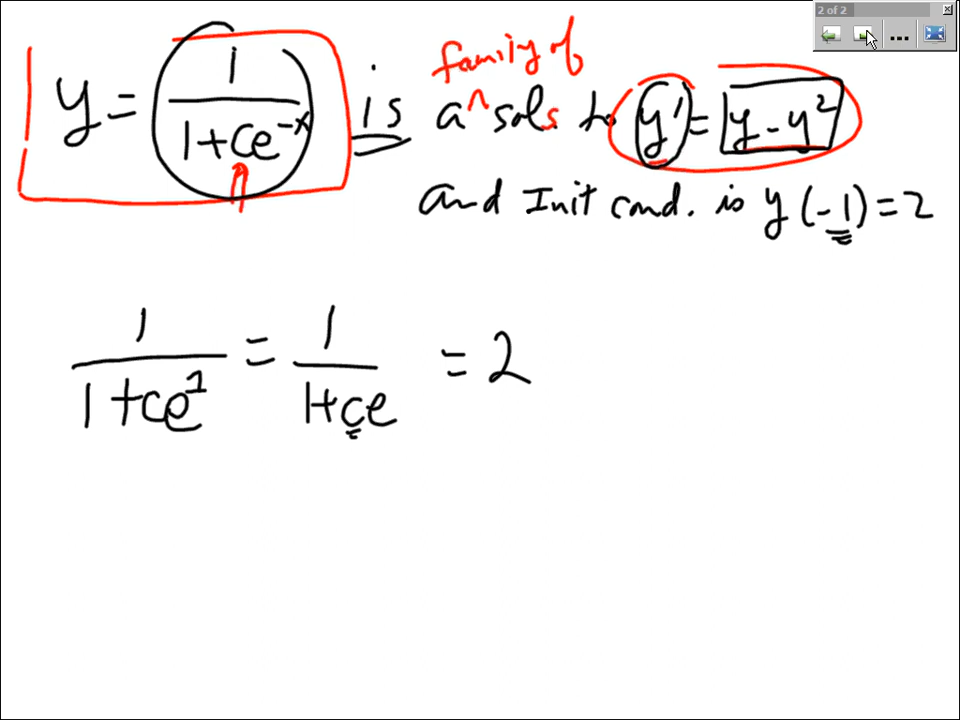 2 of 2
family of
y = 1/(1+ce^-x) is a ^ sols to y' = y - y²
and Init cond. is y(-1) = 2
1/(1+ce^1) = 1/(1+ce) = 2